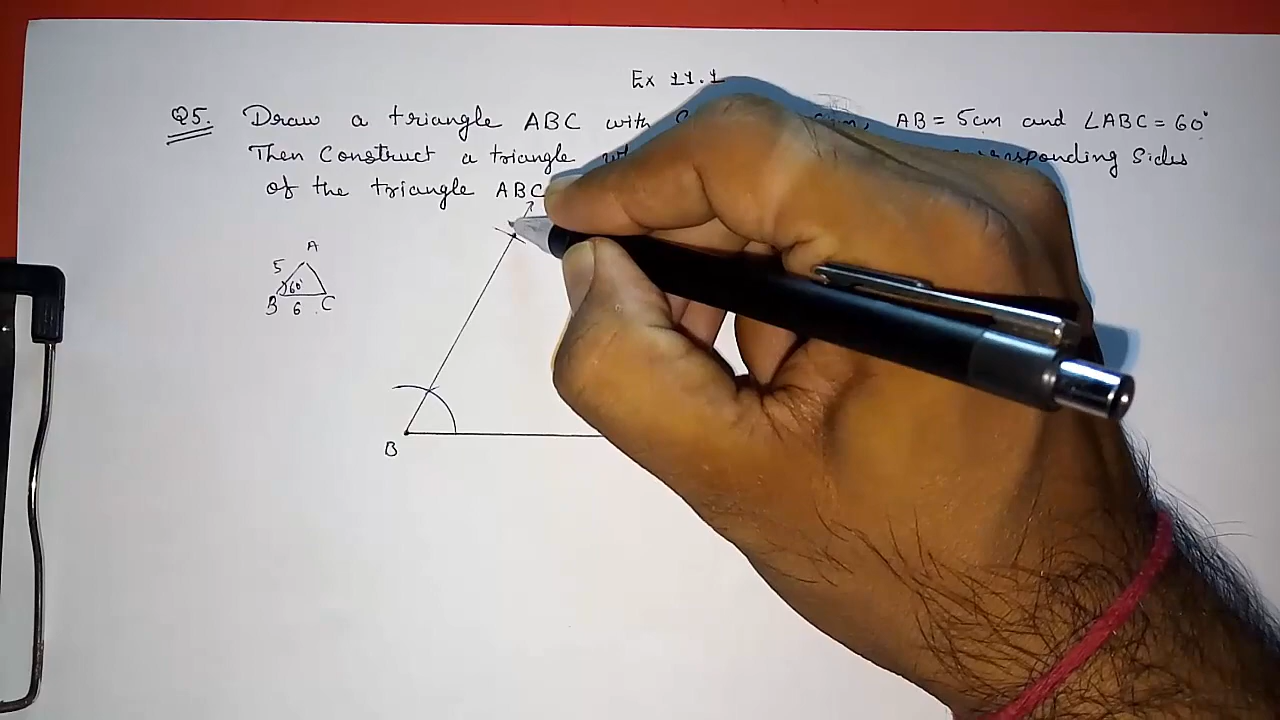 Ex 11.1
Q5. Draw a triangle ABC with AB = 5cm and ∠ABC = 60°
Then Construct a triangle Sides
of the triangle ABC
A
5
60°
B 6 C
B